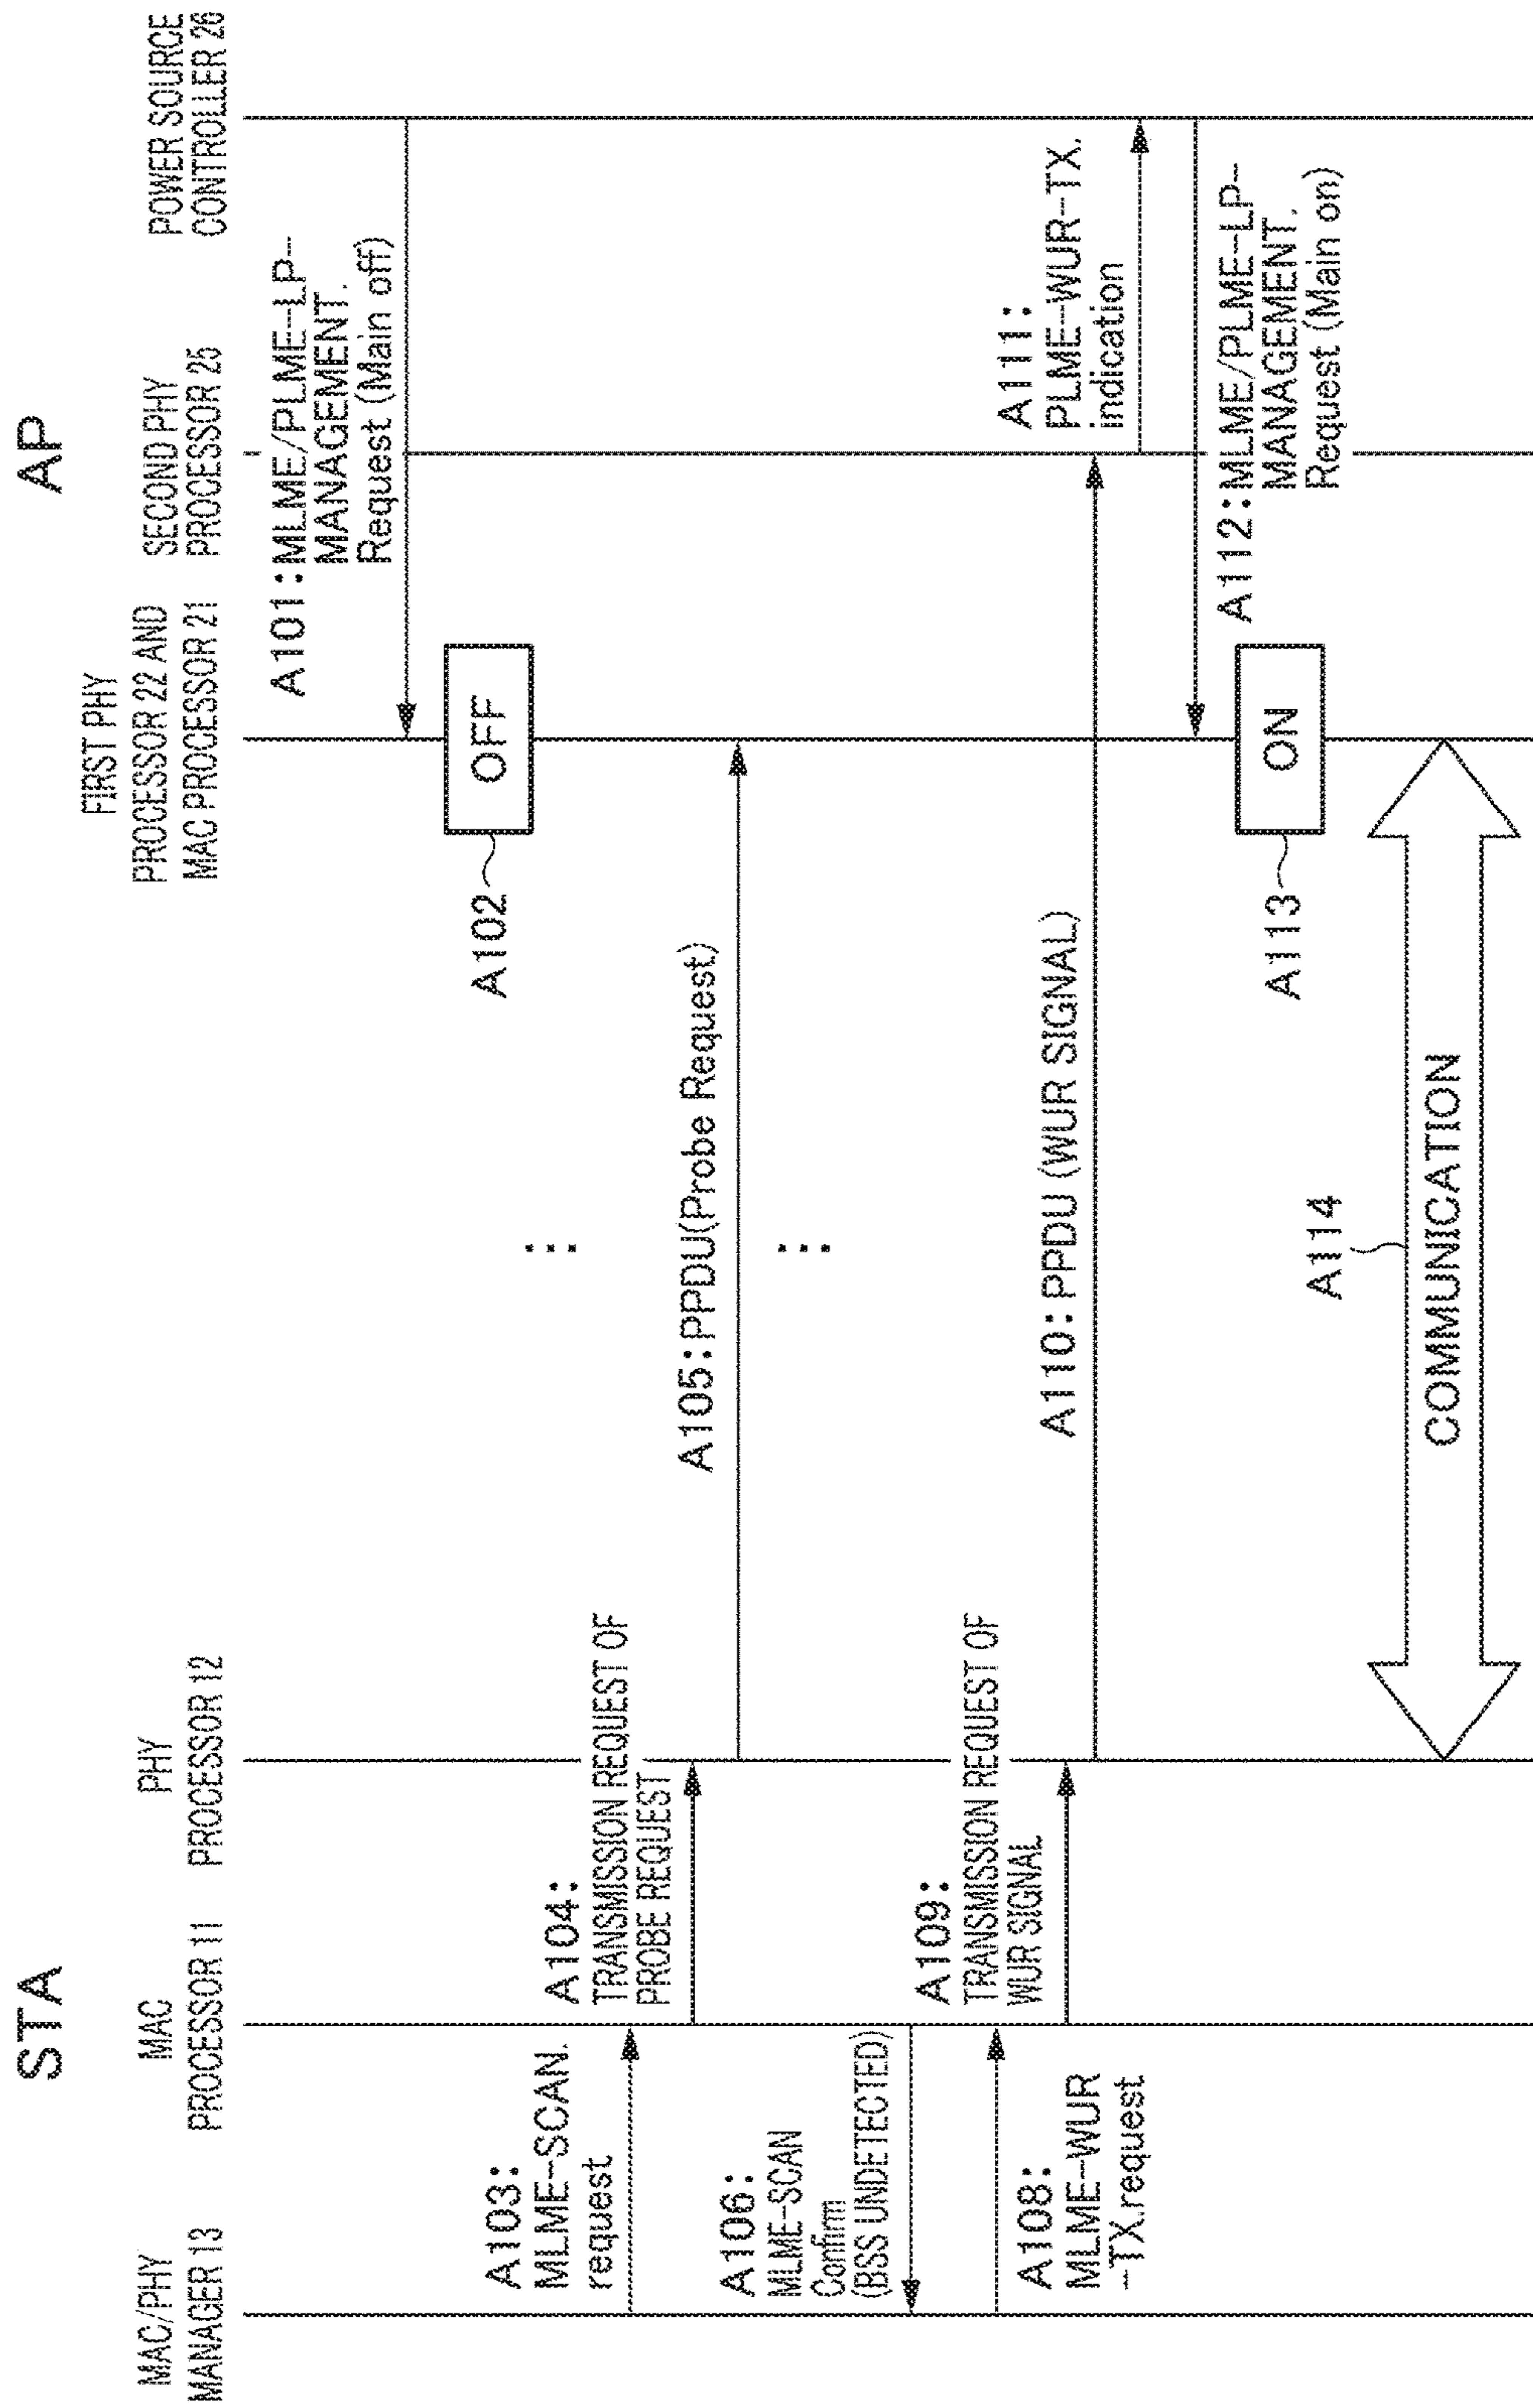 STA
AP
MAC/PHY
MANAGER 13
MAC
PROCESSOR 11
PHY
PROCESSOR 12
FIRST PHY
PROCESSOR 22 AND
MAC PROCESSOR 21
SECOND PHY
PROCESSOR 25
POWER SOURCE
CONTROLLER 26
A101:MLME/PLME-LP-
MANAGEMENT.
Request (Main off)
OFF
A102
A103:
MLME-SCAN.
request
A104:
TRANSMISSION REQUEST OF
PROBE REQUEST
A105:PPDU(Probe Request)
A106:
MLME-SCAN
Confirm
(BSS UNDETECTED)
A108:
MLME-WUR
-TX.request
A109:
TRANSMISSION REQUEST OF
WUR SIGNAL
A110:PPDU (WUR SIGNAL)
A111:
PLME-WUR-TX.
indication
A112:MLME/PLME-LP-
MANAGEMENT.
Request (Main on)
ON
A113
A114
COMMUNICATION